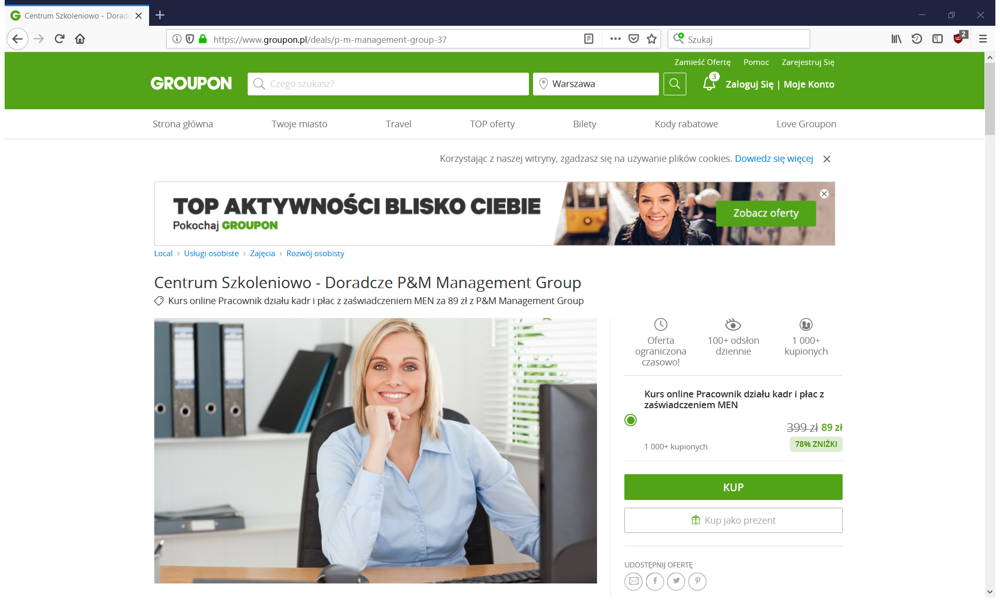 Centrum Szkoleniowo - Doradc
https://www.groupon.pl/deals/p-m-management-group-37
Szukaj
2
Zamieść Ofertę Pomoc Zarejestruj Się
GROUPON
Czego szukasz?
Warszawa
3
Zaloguj Się | Moje Konto
Strona główna Twoje miasto Travel TOP oferty Bilety Kody rabatowe Love Groupon
Korzystając z naszej witryny, zgadzasz się na używanie plików cookies. Dowiedz się więcej
TOP AKTYWNOŚCI BLISKO CIEBIE
Pokochaj GROUPON
Zobacz oferty
Local › Usługi osobiste › Zajęcia › Rozwój osobisty
Centrum Szkoleniowo - Doradcze P&M Management Group
Kurs online Pracownik działu kadr i płac z zaświadczeniem MEN za 89 zł z P&M Management Group
Oferta
ograniczona
czasowo!
100+ odsłon
dziennie
1 000+
kupionych
Kurs online Pracownik działu kadr i płac z
zaświadczeniem MEN
399 zł 89 zł
1 000+ kupionych
78% ZNIŻKI
KUP
Kup jako prezent
UDOSTĘPNIJ OFERTĘ